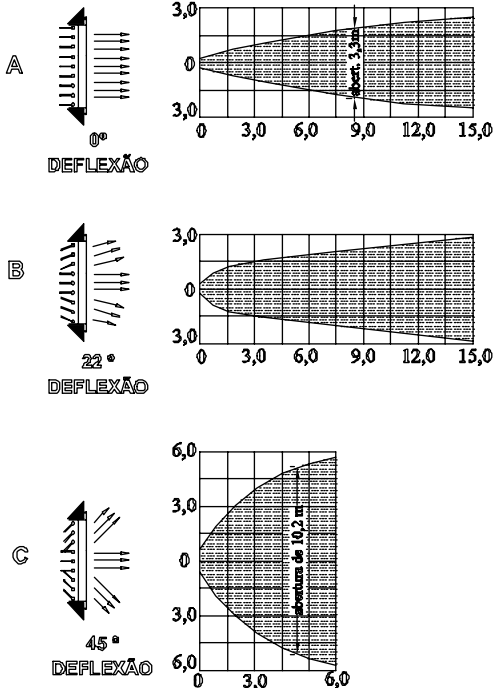 A
0º
DEFLEXÃO
3,0
0
3,0
abert. 3,3m
0 3,0 6,0 9,0 12,0 15,0
B
22 º
DEFLEXÃO
3,0
0
3,0
0 3,0 6,0 9,0 12,0 15,0
C
45 º
DEFLEXÃO
6,0
3,0
0
3,0
6,0
abertura de 10,2 m
0 3,0 6,0